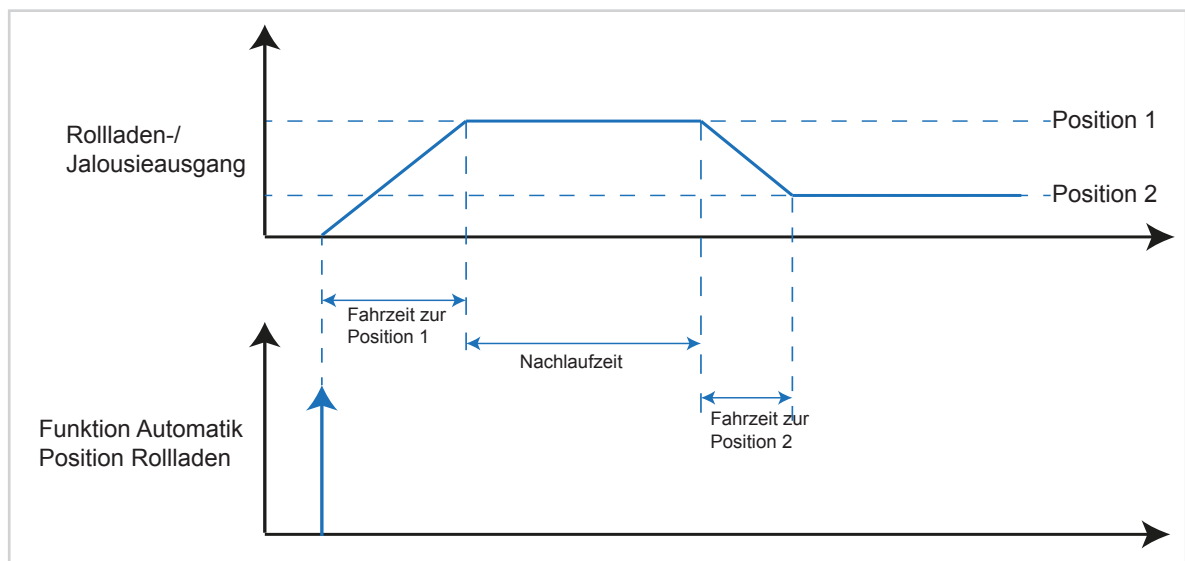 Rollladen-/
Jalousieausgang
Position 1
Position 2
Fahrzeit zur
Position 1
Nachlaufzeit
Fahrzeit zur
Position 2
Funktion Automatik
Position Rollladen